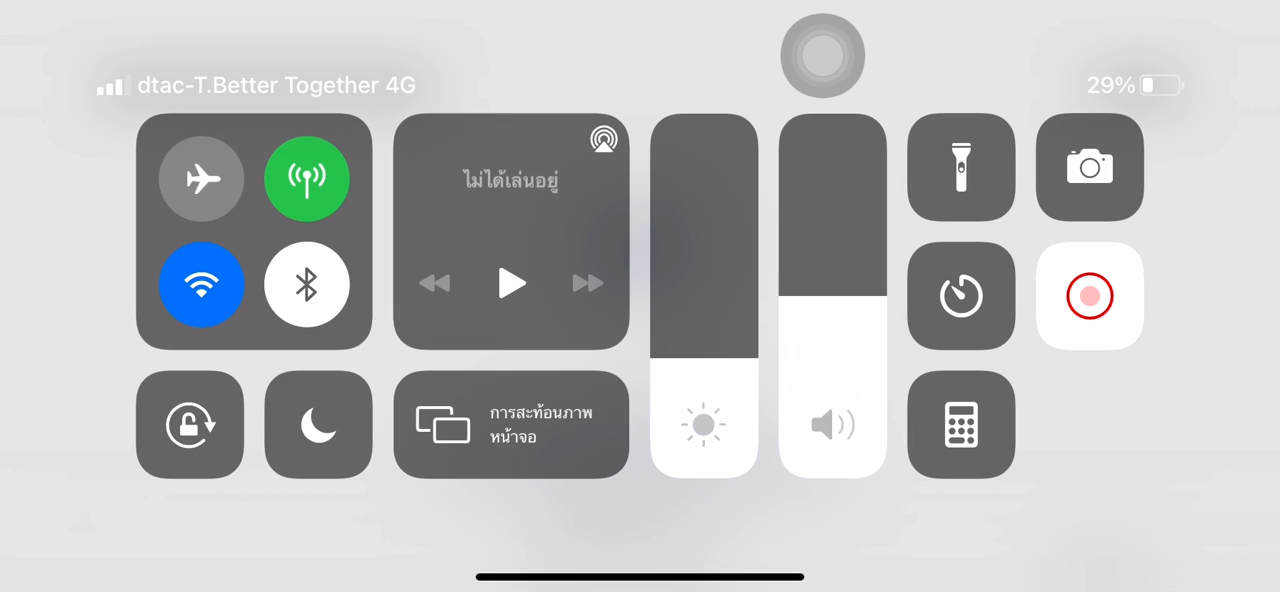 dtac-T.Better Together 4G
29%
ไม่ได้เล่นอยู่
การสะท้อนภาพ
หน้าจอ